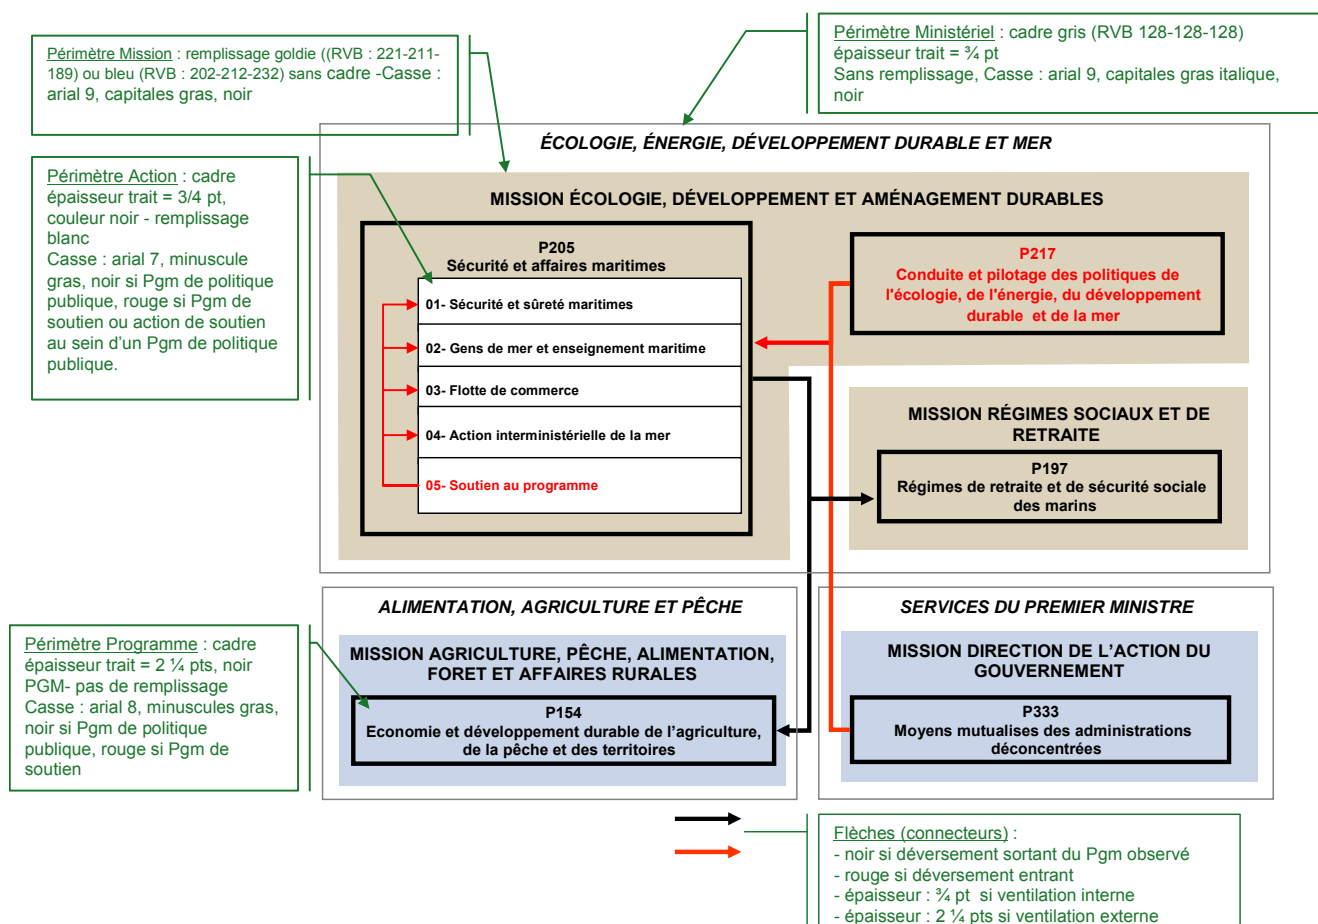 Périmètre Mission : remplissage goldie ((RVB : 221-211-
189) ou bleu (RVB : 202-212-232) sans cadre -Casse :
arial 9, capitales gras, noir
Périmètre Ministériel : cadre gris (RVB 128-128-128)
épaisseur trait = ¾ pt
Sans remplissage, Casse : arial 9, capitales gras italique,
noir
ÉCOLOGIE, ÉNERGIE, DÉVELOPPEMENT DURABLE ET MER
Périmètre Action : cadre
épaisseur trait = 3/4 pt,
couleur noir - remplissage
blanc
Casse : arial 7, minuscule
gras, noir si Pgm de politique
publique, rouge si Pgm de
soutien ou action de soutien
au sein d'un Pgm de politique
publique.
MISSION ÉCOLOGIE, DÉVELOPPEMENT ET AMÉNAGEMENT DURABLES
P205
Sécurité et affaires maritimes
01- Sécurité et sûreté maritimes
02- Gens de mer et enseignement maritime
03- Flotte de commerce
04- Action interministérielle de la mer
05- Soutien au programme
P217
Conduite et pilotage des politiques de
l'écologie, de l'énergie, du développement
durable et de la mer
MISSION RÉGIMES SOCIAUX ET DE
RETRAITE
P197
Régimes de retraite et de sécurité sociale
des marins
ALIMENTATION, AGRICULTURE ET PÊCHE
SERVICES DU PREMIER MINISTRE
Périmètre Programme : cadre
épaisseur trait = 2 ¼ pts, noir
PGM- pas de remplissage
Casse : arial 8, minuscules gras,
noir si Pgm de politique
publique, rouge si Pgm de
soutien
MISSION AGRICULTURE, PÊCHE, ALIMENTATION,
FORET ET AFFAIRES RURALES
P154
Economie et développement durable de l'agriculture,
de la pêche et des territoires
MISSION DIRECTION DE L'ACTION DU
GOUVERNEMENT
P333
Moyens mutualises des administrations
déconcentrées
Flèches (connecteurs) :
- noir si déversement sortant du Pgm observé
- rouge si déversement entrant
- épaisseur : ¾ pt si ventilation interne
- épaisseur : 2 ¼ pts si ventilation externe